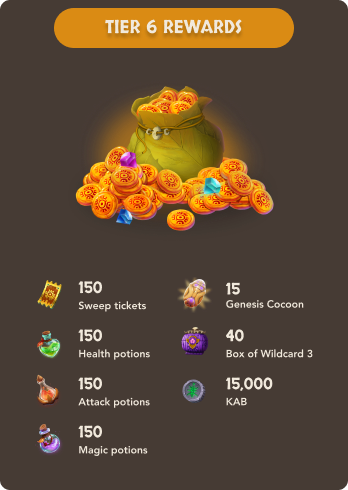 TIER 6 REWARDS
150
Sweep tickets
15
Genesis Cocoon
150
Health potions
40
Box of Wildcard 3
150
Attack potions
15,000
KAB
150
Magic potions